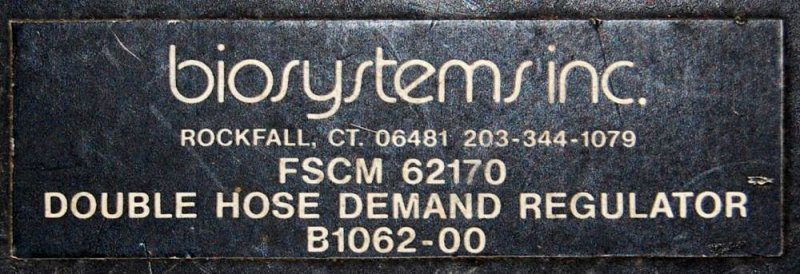 biosystems inc.
ROCKFALL, CT. 06481 203-344-1079
FSCM 62170
DOUBLE HOSE DEMAND REGULATOR
B1062-00